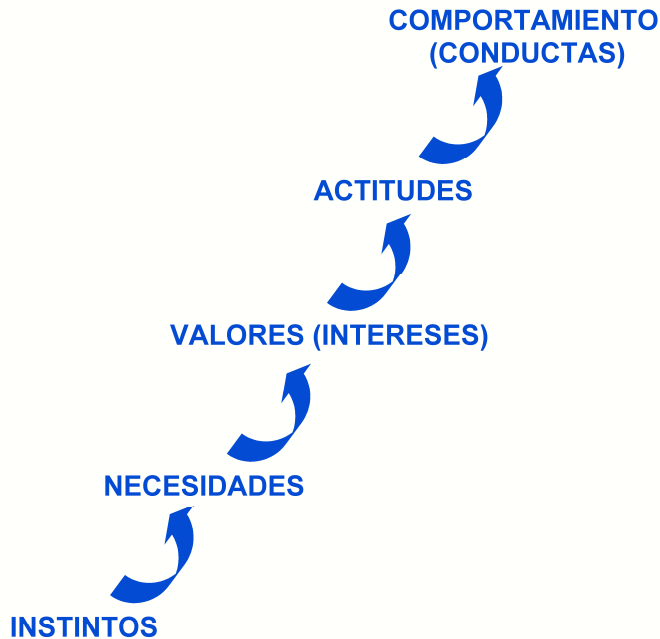 COMPORTAMIENTO
(CONDUCTAS)
ACTITUDES
VALORES (INTERESES)
NECESIDADES
INSTINTOS